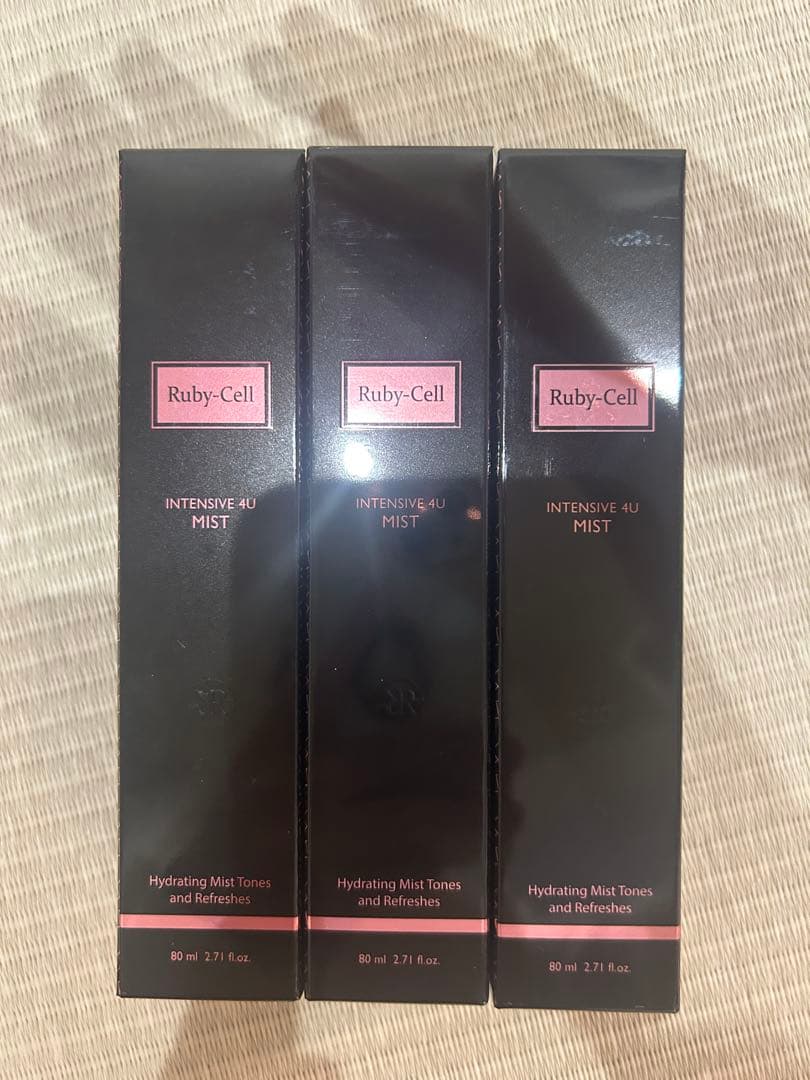 Ruby-Cell
INTENSIVE 4U
MIST
Hydrating Mist Tones
and Refreshes
80 ml 2.71 fl.oz.
Ruby-Cell
INTENSIVE 4U
MIST
Hydrating Mist Tones
and Refreshes
80 ml 2.71 fl.oz.
Ruby-Cell
INTENSIVE 4U
MIST
Hydrating Mist Tones
and Refreshes
80 ml 2.71 fl.oz.